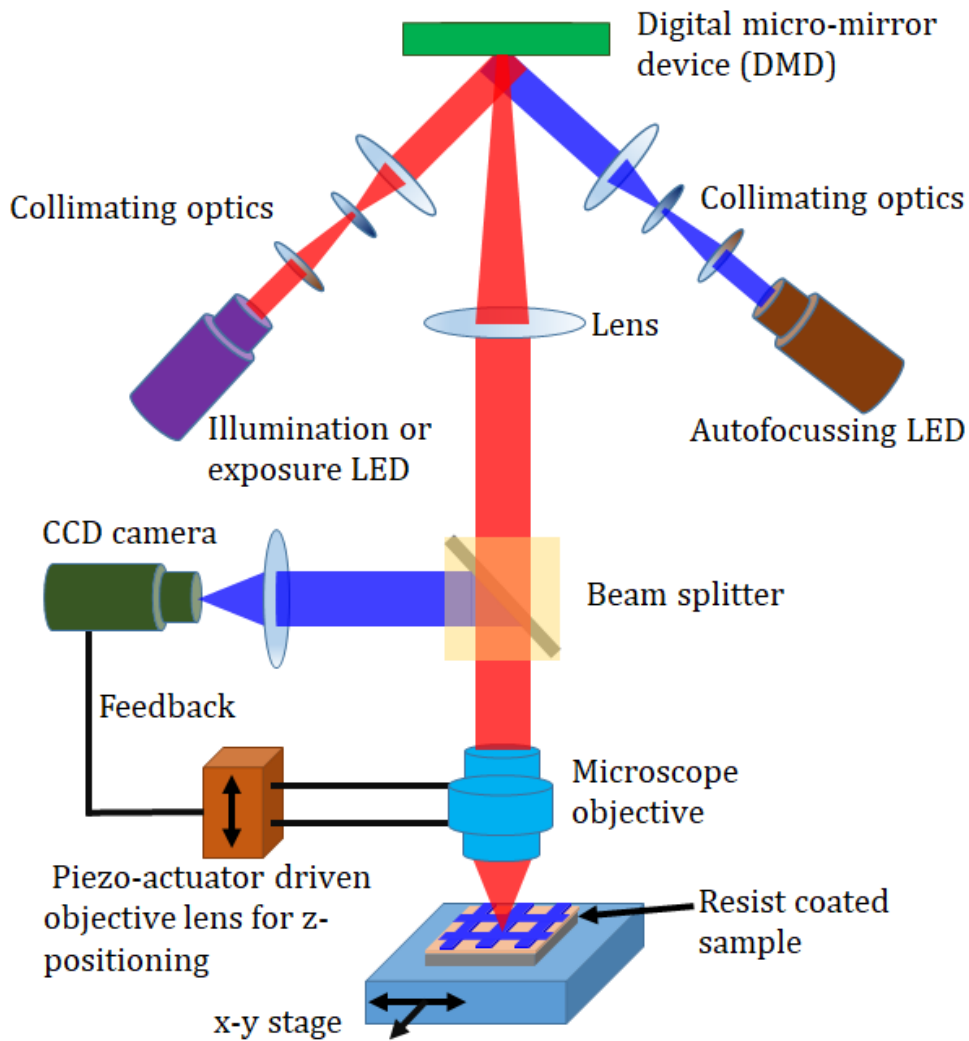 Digital micro-mirror
device (DMD)
Collimating optics
Collimating optics
Lens
Illumination or
exposure LED
Autofocussing LED
CCD camera
Beam splitter
Feedback
Microscope
objective
Piezo-actuator driven
objective lens for z-
positioning
Resist coated
sample
x-y stage